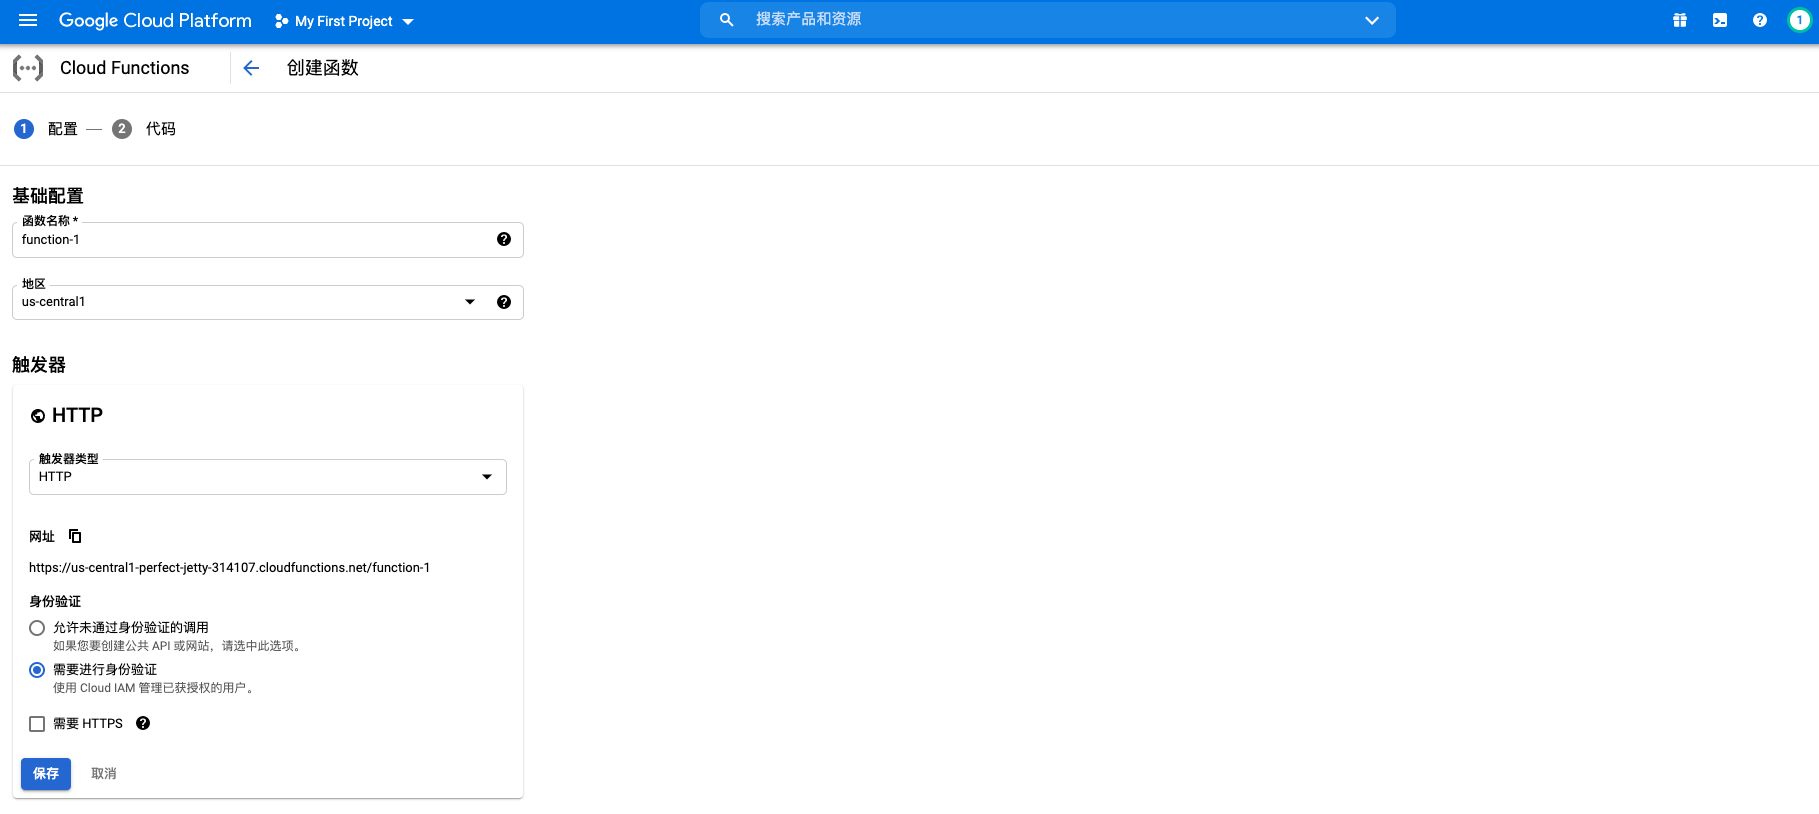 Google Cloud Platform My First Project 搜索产品和资源 1
Cloud Functions 创建函数
1 配置 — 2 代码
基础配置
函数名称 *
function-1
地区
us-central1
触发器
HTTP
触发器类型
HTTP
网址
https://us-central1-perfect-jetty-314107.cloudfunctions.net/function-1
身份验证
允许未通过身份验证的调用
如果您要创建公共 API 或网站，请选中此选项。
需要进行身份验证
使用 Cloud IAM 管理已获授权的用户。
需要 HTTPS
保存 取消